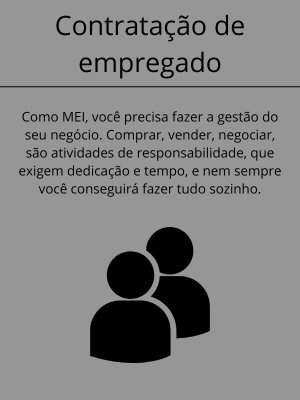 Contratação de
empregado
Como MEI, você precisa fazer a gestão do
seu negócio. Comprar, vender, negociar,
são atividades de responsabilidade, que
exigem dedicação e tempo, e nem sempre
você conseguirá fazer tudo sozinho.